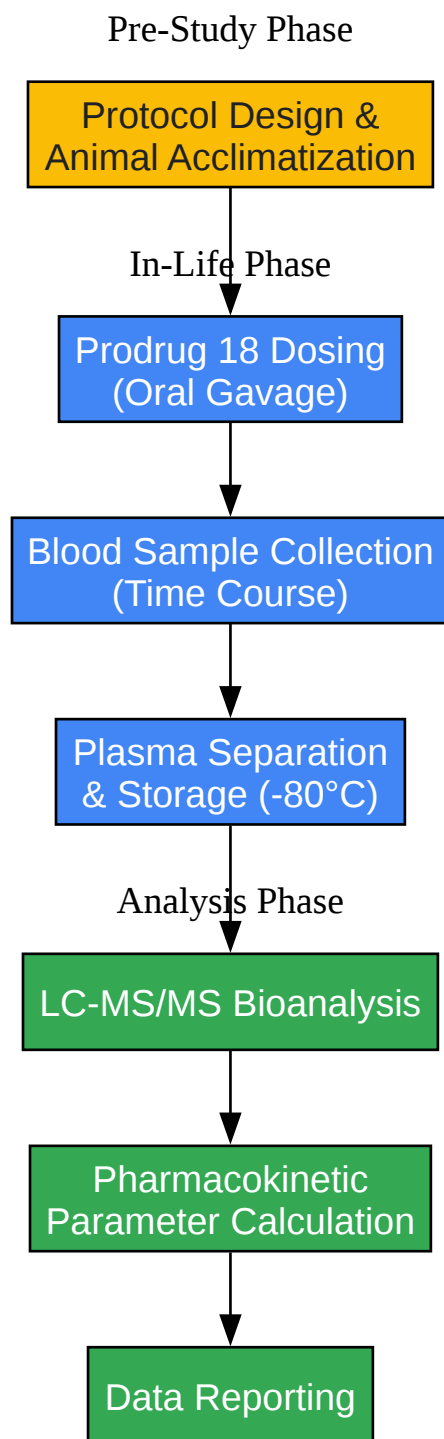 Pre-Study Phase
Protocol Design &
Animal Acclimatization
In-Life Phase
Prodrug 18 Dosing
(Oral Gavage)
Blood Sample Collection
(Time Course)
Plasma Separation
& Storage (-80°C)
Analysis Phase
LC-MS/MS Bioanalysis
Pharmacokinetic
Parameter Calculation
Data Reporting